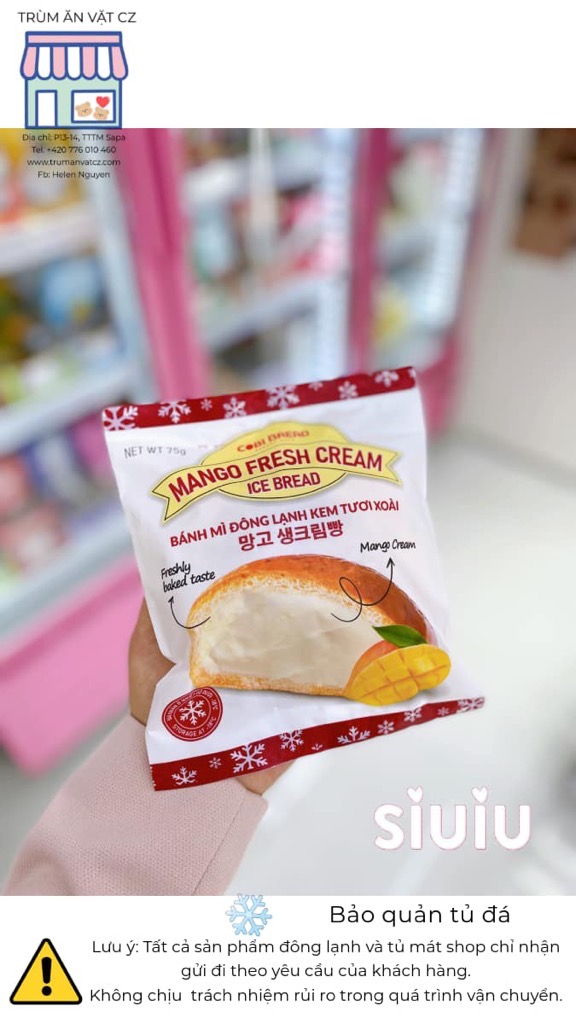 TRÙM ĂN VẶT CZ
Địa chỉ: P13-14, TTTM Sapa
Tel. +420 776 010 460
www.trumanvatcz.com
Fb: Helen Nguyen
NET WT 75g
COBI BREAD
MANGO FRESH CREAM
ICE BREAD
BÁNH MÌ ĐÔNG LẠNH KEM TƯƠI XOÀI
망고 생크림빵
Mango Cream
Freshly
baked taste
STORAGE AT -18°C
siuiu
Bảo quản tủ đá
Lưu ý: Tất cả sản phẩm đông lạnh và tủ mát shop chỉ nhận
gửi đi theo yêu cầu của khách hàng.
Không chịu trách nhiệm rủi ro trong quá trình vận chuyển.